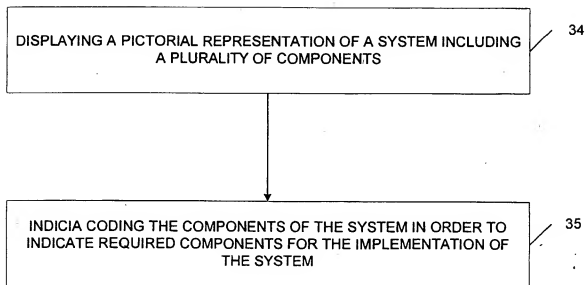 DISPLAYING A PICTORIAL REPRESENTATION OF A SYSTEM INCLUDING
A PLURALITY OF COMPONENTS
34
INDICIA CODING THE COMPONENTS OF THE SYSTEM IN ORDER TO
INDICATE REQUIRED COMPONENTS FOR THE IMPLEMENTATION OF
THE SYSTEM
35